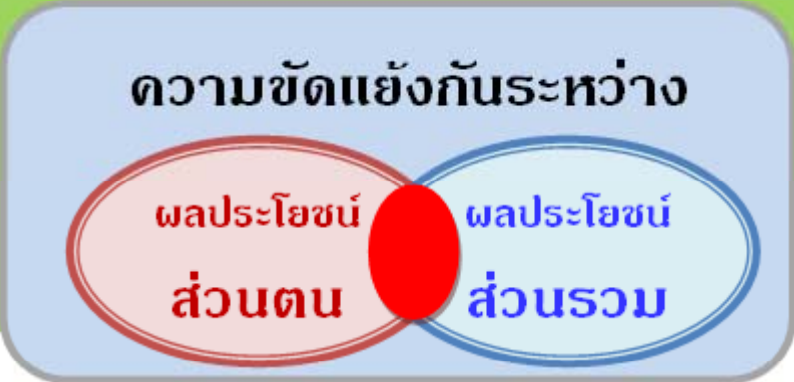 ความขัดแย้งกันระหว่าง
ผลประโยชน์
ส่วนตน
ผลประโยชน์
ส่วนรวม